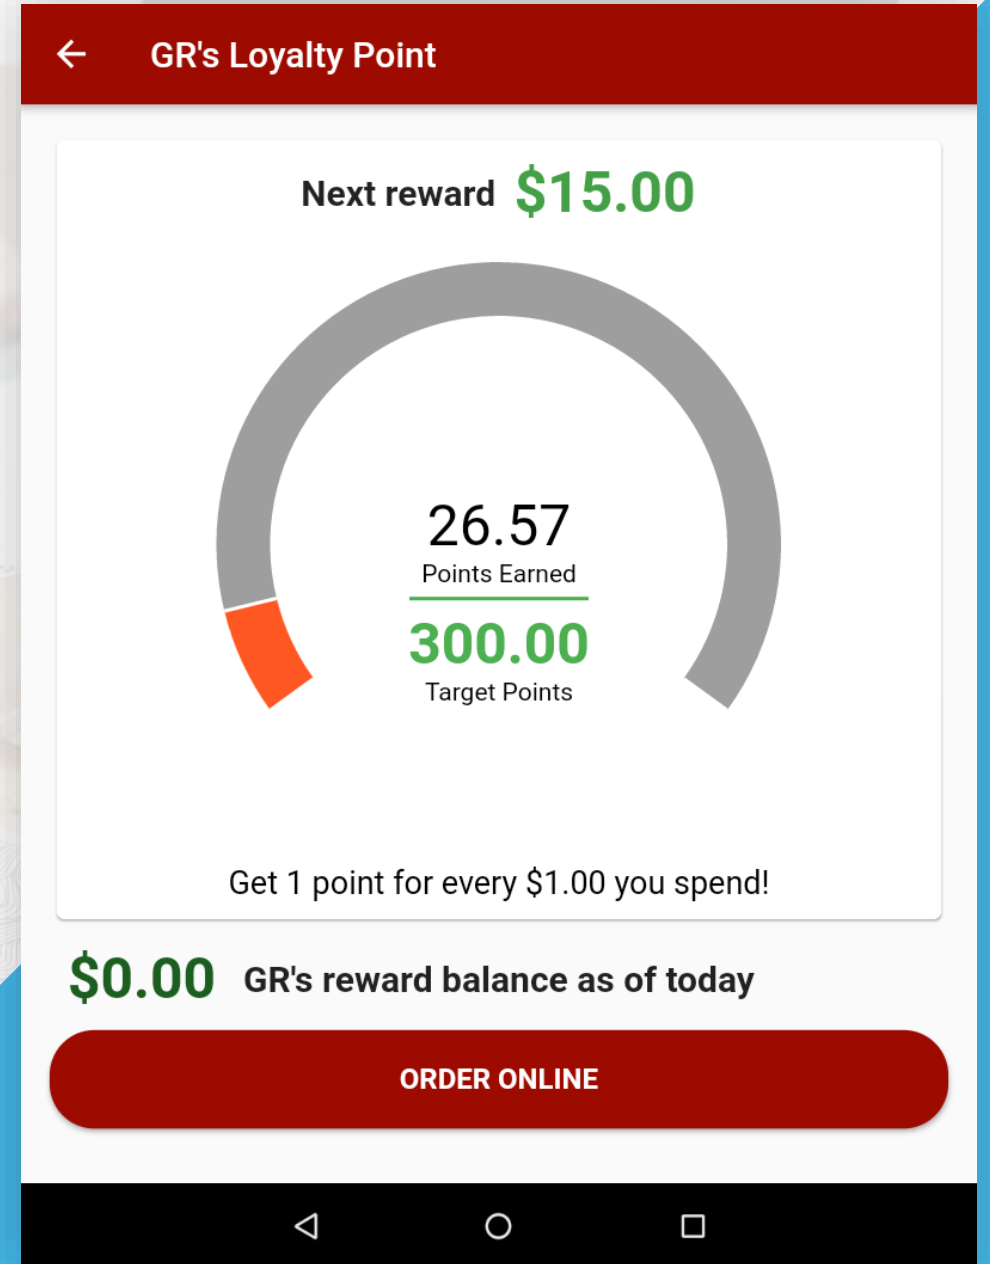 GR's Loyalty Point
Next reward $15.00
26.57
Points Earned
300.00
Target Points
Get 1 point for every $1.00 you spend!
$0.00 GR's reward balance as of today
ORDER ONLINE